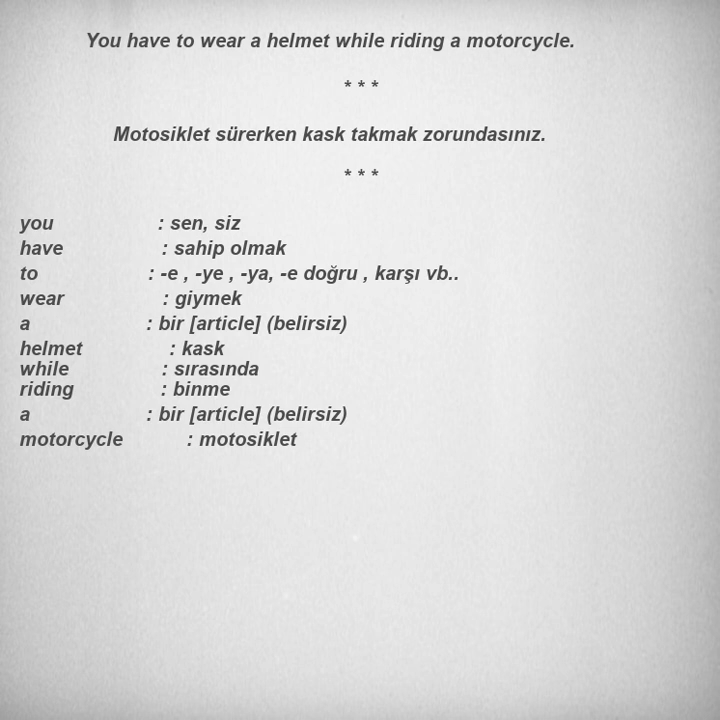 You have to wear a helmet while riding a motorcycle.
* * *
Motosiklet sürerken kask takmak zorundasınız.
* * *
you : sen, siz
have : sahip olmak
to : -e , -ye , -ya, -e doğru , karşı vb..
wear : giymek
a : bir [article] (belirsiz)
helmet : kask
while : sırasında
riding : binme
a : bir [article] (belirsiz)
motorcycle : motosiklet